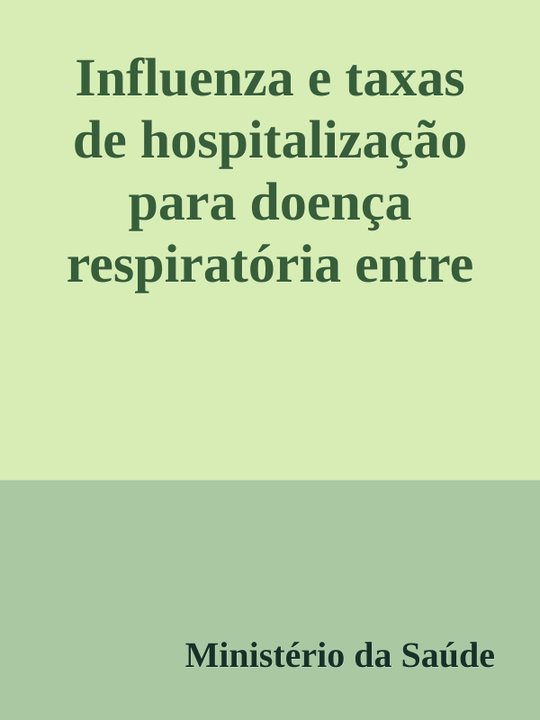 Influenza e taxas
de hospitalização
para doença
respiratória entre
Ministério da Saúde